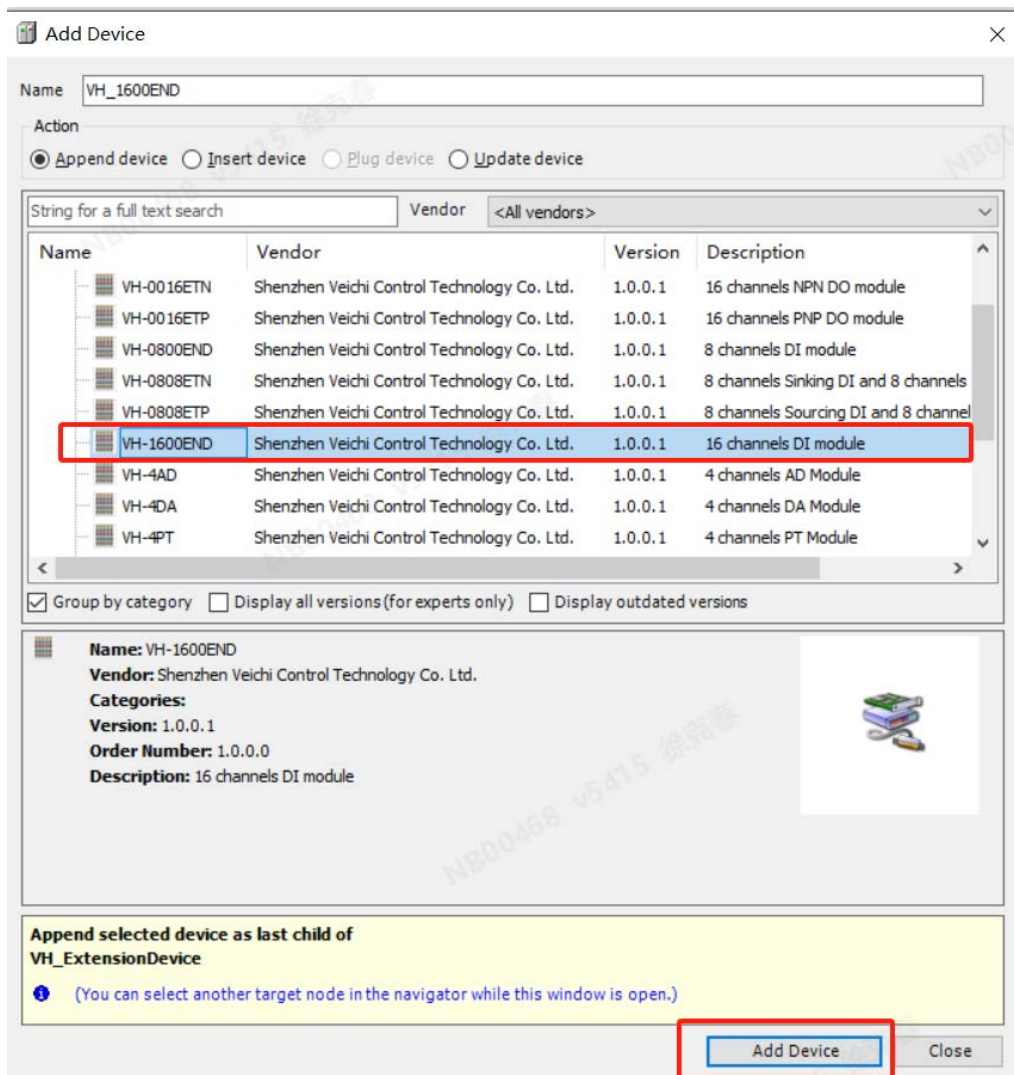 Add Device
Name VH_1600END
Action
Append device Insert device Plug device Update device
String for a full text search Vendor <All vendors>
Name Vendor Version Description
VH-0016ETN Shenzhen Veichi Control Technology Co. Ltd. 1.0.0.1 16 channels NPN DO module
VH-0016ETP Shenzhen Veichi Control Technology Co. Ltd. 1.0.0.1 16 channels PNP DO module
VH-0800END Shenzhen Veichi Control Technology Co. Ltd. 1.0.0.1 8 channels DI module
VH-0808ETN Shenzhen Veichi Control Technology Co. Ltd. 1.0.0.1 8 channels Sinking DI and 8 channels
VH-0808ETP Shenzhen Veichi Control Technology Co. Ltd. 1.0.0.1 8 channels Sourcing DI and 8 channel
VH-1600END Shenzhen Veichi Control Technology Co. Ltd. 1.0.0.1 16 channels DI module
VH-4AD Shenzhen Veichi Control Technology Co. Ltd. 1.0.0.1 4 channels AD Module
VH-4DA Shenzhen Veichi Control Technology Co. Ltd. 1.0.0.1 4 channels DA Module
VH-4PT Shenzhen Veichi Control Technology Co. Ltd. 1.0.0.1 4 channels PT Module
Group by category Display all versions(for experts only) Display outdated versions
Name: VH-1600END
Vendor: Shenzhen Veichi Control Technology Co. Ltd.
Categories:
Version: 1.0.0.1
Order Number: 1.0.0.0
Description: 16 channels DI module
NB00468 v5415 徐宛春
Append selected device as last child of
VH_ExtensionDevice
(You can select another target node in the navigator while this window is open.)
Add Device Close